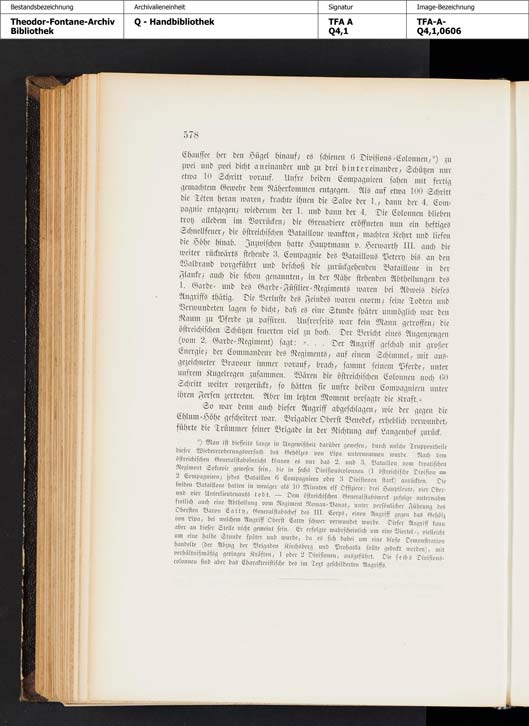 Bestandsbezeichnung
Archivalieneinheit
Signatur
Image-Bezeichnung
Theodor-Fontane-Archiv
Bibliothek
Q - Handbibliothek
TFA A
Q4,1
TFA-A-
Q4,1,0606
578
Chaussee her den Hügel hinauf; es schienen 6 Divisions-Colonnen,*) zu
zwei und zwei dicht aneinander und zu drei hintereinander, Schützen nur
etwa 10 Schritt vorauf. Unsre beiden Compagnieen sahen mit fertig
gemachtem Gewehr dem Näherkommen entgegen. Als auf etwa 100 Schritt
die Têten heran waren, krachte ihnen die Salve der 1., dann der 4. Com-
pagnie entgegen; wiederum der 1. und dann der 4. Die Colonnen blieben
trotz alledem im Vorrücken; die Grenadiere eröffneten nun ein heftiges
Schnellfeuer, die östreichischen Bataillone wankten, machten Kehrt und liefen
die Höhe hinab. Inzwischen hatte Hauptmann v. Herwarth III. auch die
weiter rückwärts stehende 3. Compagnie des Bataillons Petery bis an den
Waldrand vorgeführt und beschoß die zurückgehenden Bataillone in der
Flanke; auch die schon genannten, in der Nähe stehenden Abtheilungen des
1. Garde- und des Garde-Füsilier-Regiments waren bei Abweis dieses
Angriffs thätig. Die Verluste des Feindes waren enorm; seine Todten und
Verwundeten lagen so dicht, daß es eine Stunde später unmöglich war den
Raum zu Pferde zu passiren. Unsrerseits war kein Mann getroffen; die
östreichischen Schützen feuerten viel zu hoch. Der Bericht eines Augenzeugen
(vom 2. Garde-Regiment) sagt: ». . . Der Angriff geschah mit großer
Energie; der Commandeur des Regiments, auf einem Schimmel, mit aus-
gezeichneter Bravour immer vorauf, brach, sammt seinem Pferde, unter
unsrem Kugelregen zusammen. Wären die östreichischen Colonnen noch 60
Schritt weiter vorgerückt, so hätten sie unsre beiden Compagnieen unter
ihren Fersen zertreten. Aber im letzten Moment versagte die Kraft.«
So war denn auch dieser Angriff abgeschlagen, wie der gegen die
Chlum-Höhe gescheitert war. Brigadier Oberst Benedek, erheblich verwundet,
führte die Trümmer seiner Brigade in der Richtung auf Langenhof zurück.
*) Man ist diesseits lange in Ungewißheit darüber gewesen, durch welche Truppentheile
dieser Wiedereroberungsversuch des Gehölzes von Lipa unternommen wurde. Nach dem
östreichischen Generalstabsbericht können es nur das 2. und 3. Bataillon vom kroatischen
Regiment Sokcevic gewesen sein, die in sechs Divisionscolonnen (1 östreichische Division =
2 Compagnieen; jedes Bataillon 6 Compagnieen oder 3 Divisionen stark) anrückten. Die
beiden Bataillone hatten in weniger als 10 Minuten elf Offiziere: drei Hauptleute, vier Ober-
und vier Unterlieutenants todt. — Dem östreichischen Generalstabswerk zufolge unternahm
freilich auch eine Abtheilung vom Regiment Roman-Banat, unter persönlicher Führung des
Obersten Baron Catty, Generalstabschef des III. Corps, einen Angriff gegen das Gehölz
von Lipa, bei welchem Angriff Oberst Catty schwer verwundet wurde. Dieser Angriff kann
aber an dieser Stelle nicht gemeint sein. Er erfolgte wahrscheinlich um eine Viertel-, vielleicht
um eine halbe Stunde später und wurde, da es sich dabei um eine bloße Demonstration
handelte (der Abzug der Brigaden Kirchsberg und Prohaska sollte gedeckt werden), mit
verhältnißmäßig geringen Kräften, 1 oder 2 Divisionen, ausgeführt. Die sechs Divisions-
colonnen sind aber das Charakteristische des im Text geschilderten Angriffs.